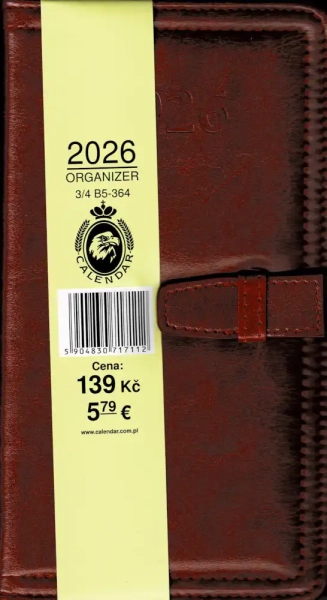 2026
2026
ORGANIZER
3/4 B5-364
CALENDAR
5 904830 717112
Cena:
139 Kč
5,79 €
www.calendar.com.pl